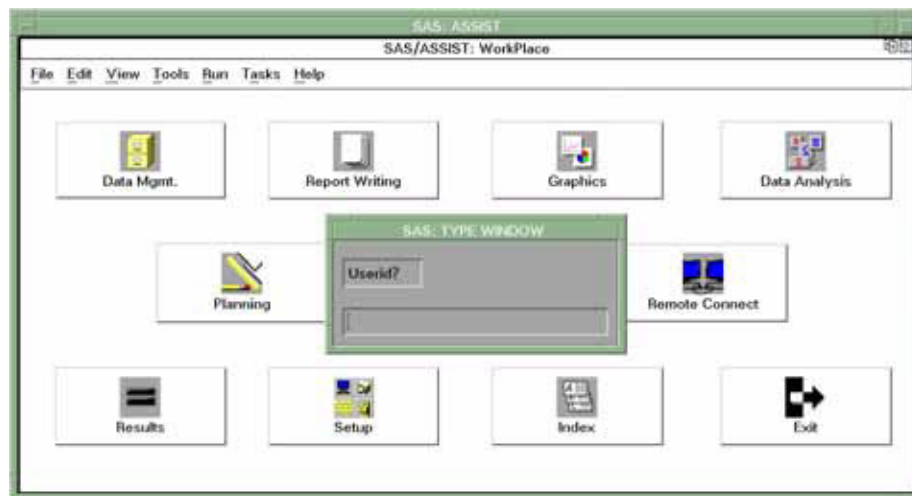 SAS: ASSIST
SAS/ASSIST: WorkPlace
File Edit View Tools Run Tasks Help
Data Mgmt. Report Writing Graphics Data Analysis
SAS: TYPE WINDOW
Userid?
Planning Remote Connect
Results Setup Index Exit